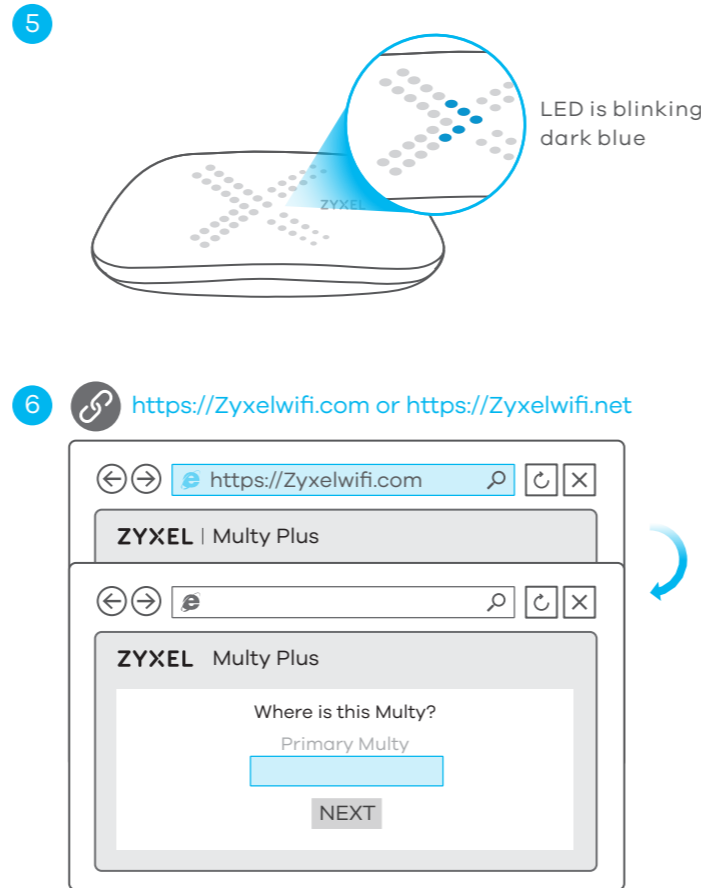 5
LED is blinking
dark blue
ZYXEL
6
https://Zyxelwifi.com or https://Zyxelwifi.net
https://Zyxelwifi.com
ZYXEL | Multy Plus
ZYXEL Multy Plus
Where is this Multy?
Primary Multy
NEXT